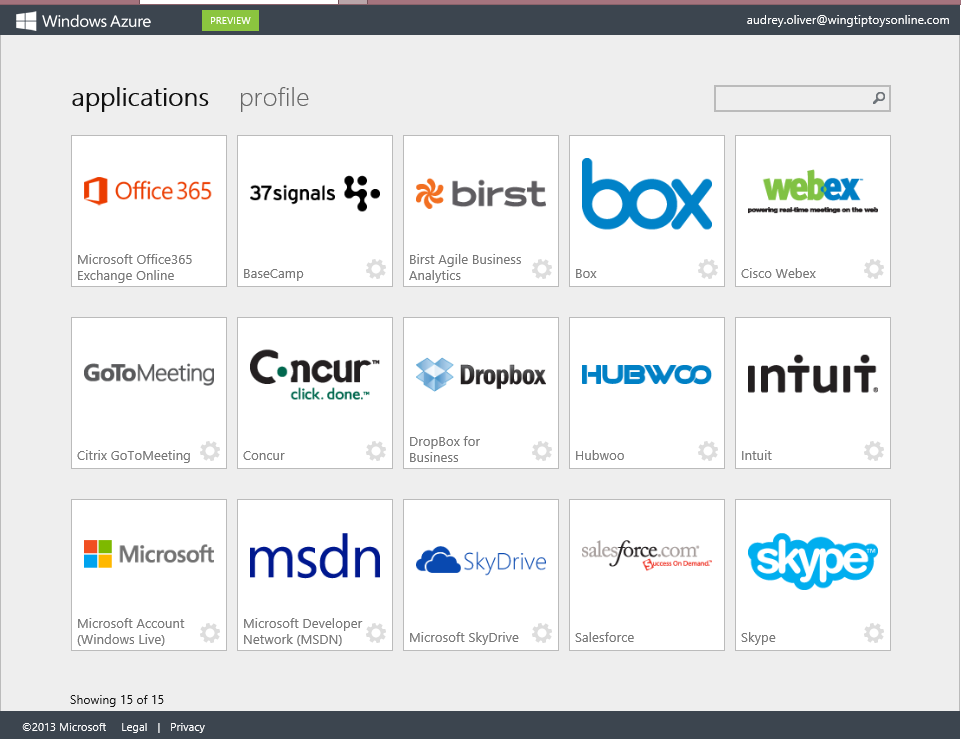 Windows Azure
PREVIEW
audrey.oliver@wingtiptoysonline.com
applications
profile
Office 365
Microsoft Office365
Exchange Online
37signals
BaseCamp
birst
Birst Agile Business
Analytics
box
Box
webex™
powering real-time meetings on the web
Cisco Webex
GoToMeeting
Citrix GoToMeeting
Concur™
click. done.™
Concur
Dropbox
DropBox for
Business
HUBWOO
Hubwoo
intuit®
Intuit
Microsoft
Microsoft Account
(Windows Live)
msdn
Microsoft Developer
Network (MSDN)
SkyDrive
Microsoft SkyDrive
salesforce.com®
Success On Demand.™
Salesforce
skype™
Skype
Showing 15 of 15
©2013 Microsoft
Legal | Privacy